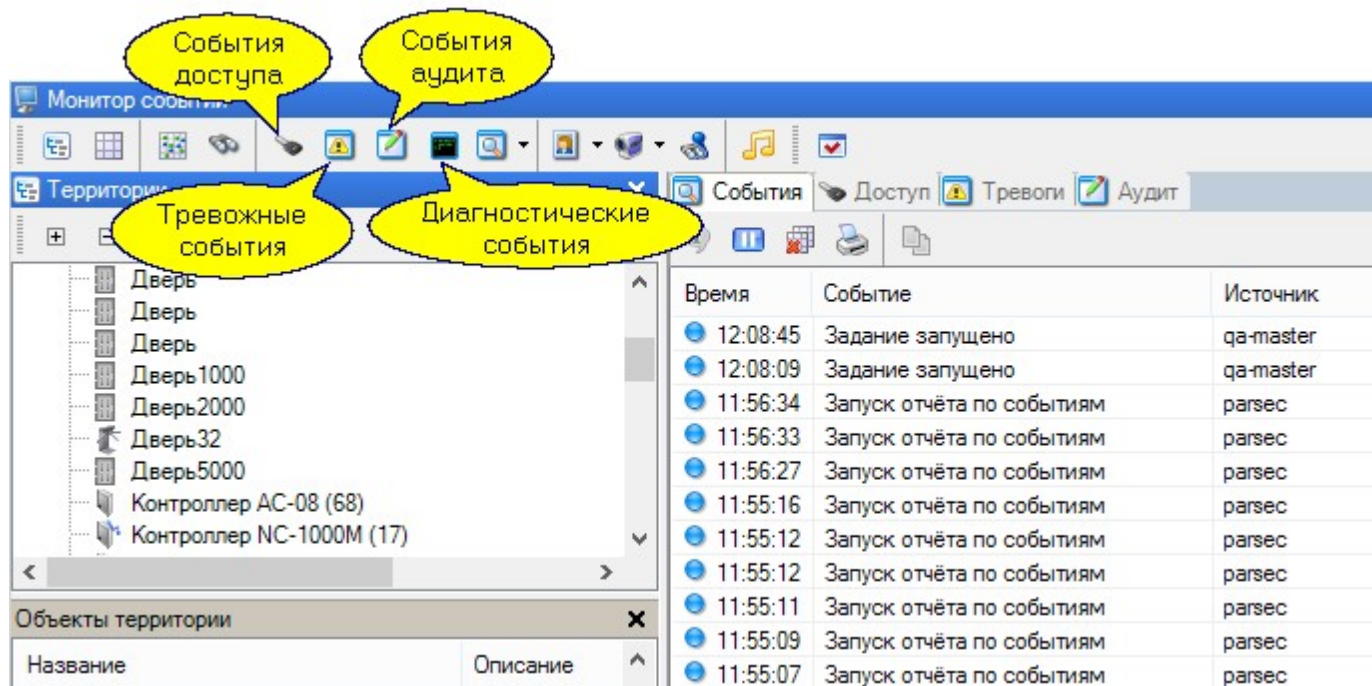 События
доступа
События
аудита
Монитор событий
Территории
События Доступ Тревоги Аудит
Тревожные
события
Диагностические
события
Дверь
Дверь
Дверь
Дверь1000
Дверь2000
Дверь32
Дверь5000
Контроллер AC-08 (68)
Контроллер NC-1000M (17)
Объекты территории
Название Описание
Время Событие Источник
12:08:45 Задание запущено qa-master
12:08:09 Задание запущено qa-master
11:56:34 Запуск отчёта по событиям parsec
11:56:33 Запуск отчёта по событиям parsec
11:56:27 Запуск отчёта по событиям parsec
11:55:16 Запуск отчёта по событиям parsec
11:55:12 Запуск отчёта по событиям parsec
11:55:12 Запуск отчёта по событиям parsec
11:55:11 Запуск отчёта по событиям parsec
11:55:09 Запуск отчёта по событиям parsec
11:55:07 Запуск отчёта по событиям parsec